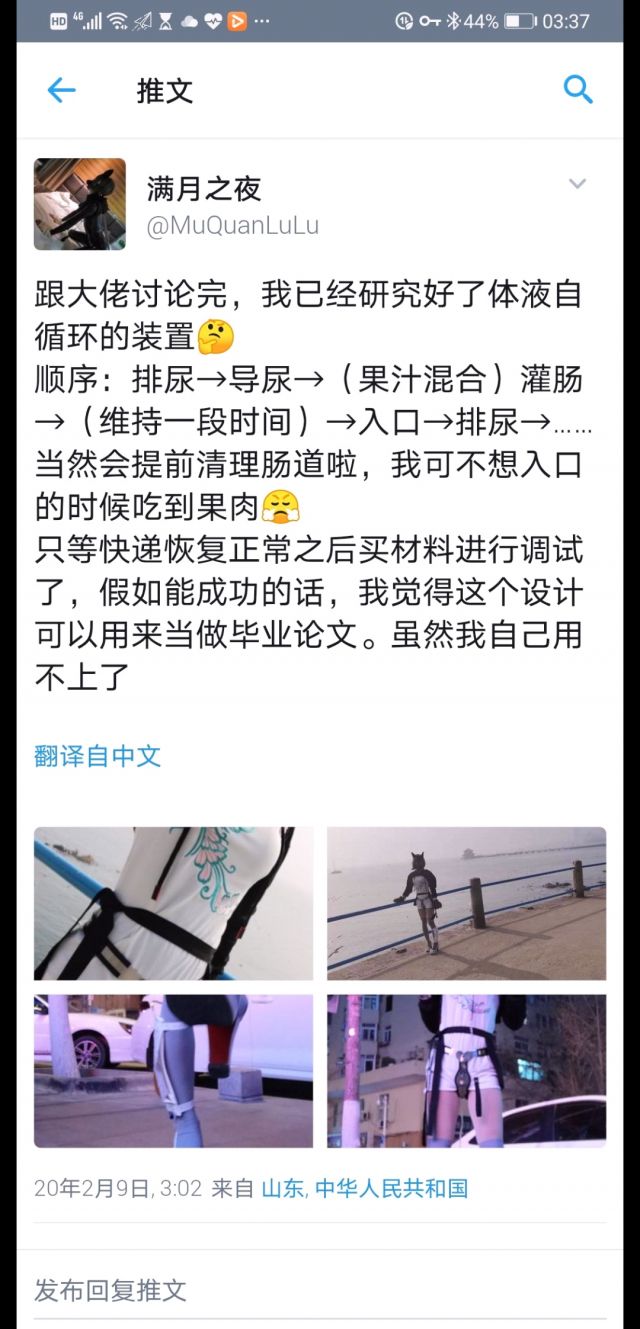 HD 4G 44% 03:37
推文
满月之夜
@MuQuanLuLu
跟大佬讨论完，我已经研究好了体液自
循环的装置🤔
顺序：排尿→导尿→（果汁混合）灌肠
→（维持一段时间）→入口→排尿→……
当然会提前清理肠道啦，我可不想入口
的时候吃到果肉😤
只等快递恢复正常之后买材料进行调试
了，假如能成功的话，我觉得这个设计
可以用来当做毕业论文。虽然我自己用
不上了
翻译自中文
20年2月9日, 3:02 来自 山东, 中华人民共和国
发布回复推文